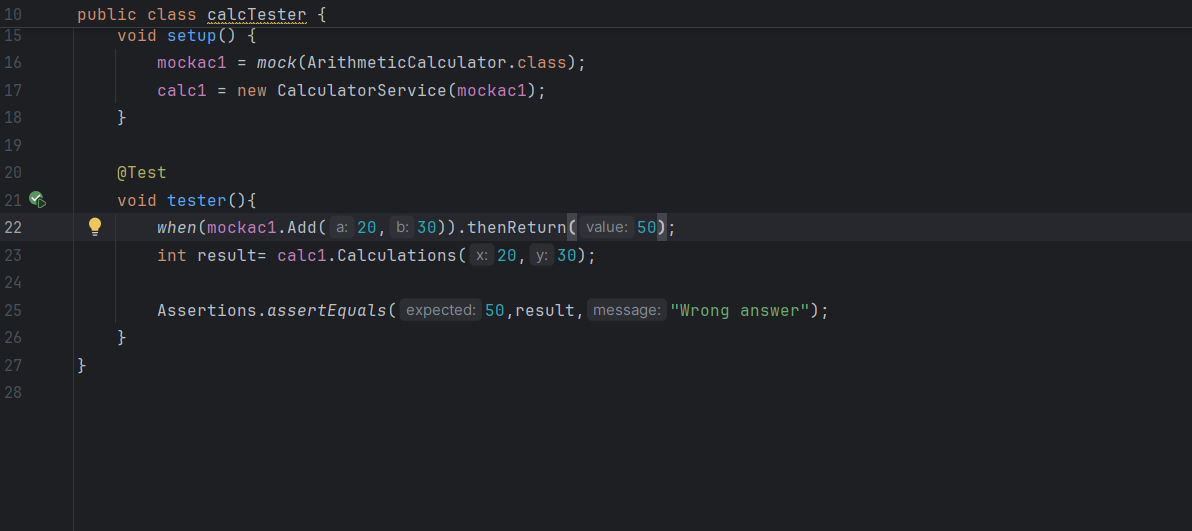 10 public class calcTester {
15 void setup() {
16 mockac1 = mock(ArithmeticCalculator.class);
17 calc1 = new CalculatorService(mockac1);
18 }
19
20 @Test
21 void tester(){
22 when(mockac1.Add( a: 20, b: 30)).thenReturn( value: 50);
23 int result= calc1.Calculations( x: 20, y: 30);
24
25 Assertions.assertEquals( expected: 50,result, message: "Wrong answer");
26 }
27 }
28